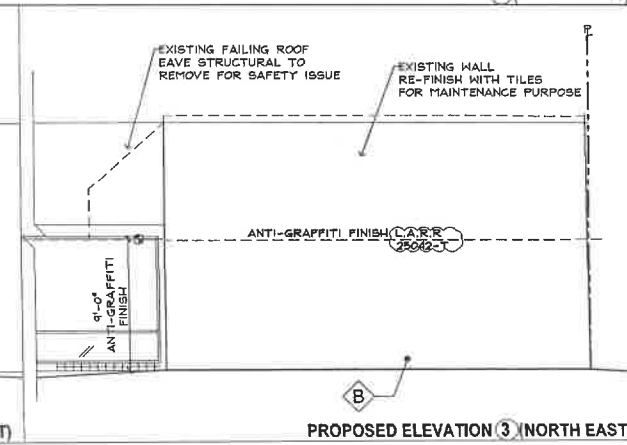 EXISTING FAILING ROOF
EAVE STRUCTURAL TO
REMOVE FOR SAFETY ISSUE
EXISTING WALL
RE-FINISH WITH TILES
FOR MAINTENANCE PURPOSE
ANTI-GRAFFITI FINISH L.A.R.R
25042-T
9'-0"
ANTI-GRAFFITI
FINISH
B
PROPOSED ELEVATION 3 (NORTH EAST